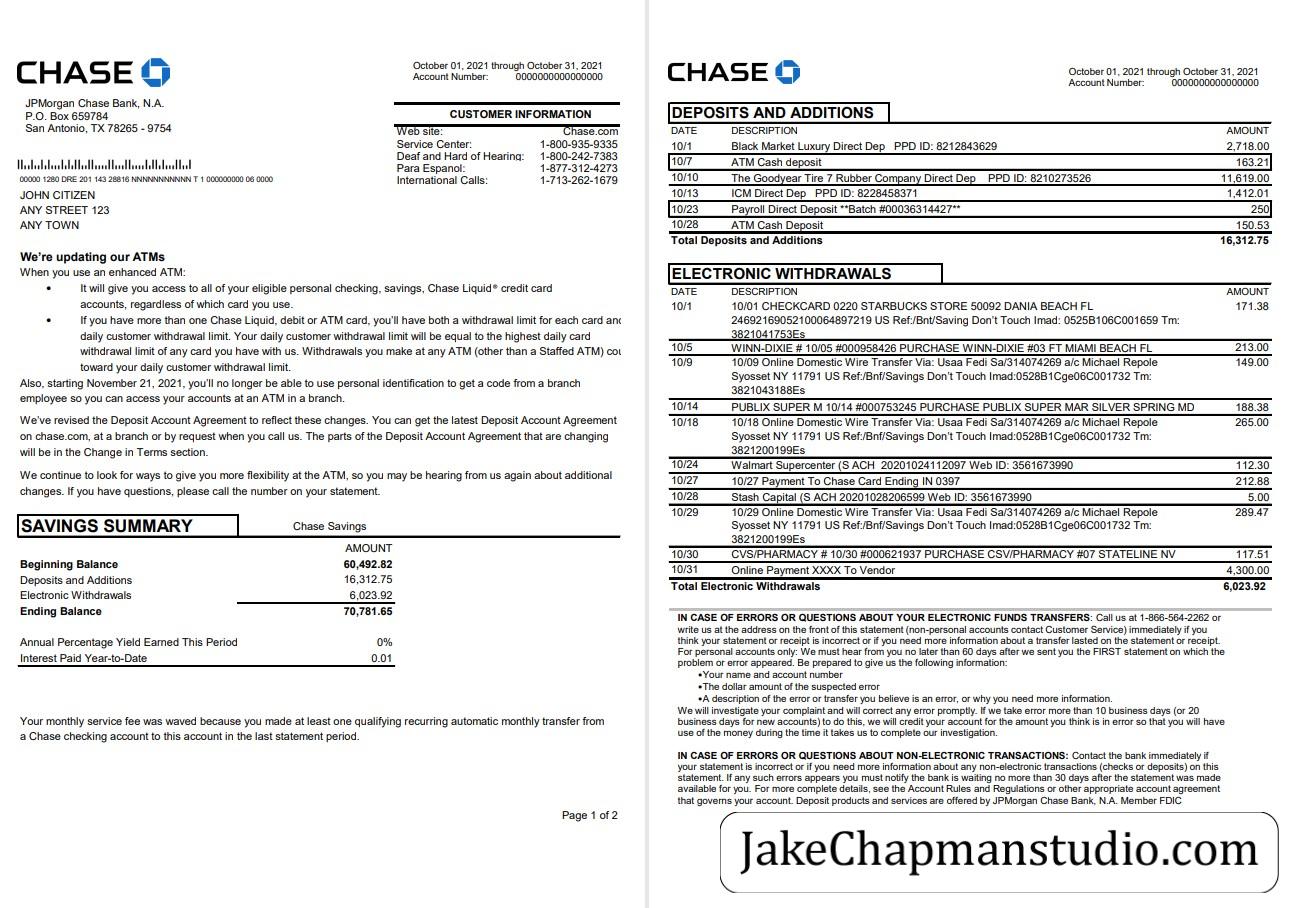 CHASE
October 01, 2021 through October 31, 2021
Account Number: 0000000000000000
JPMorgan Chase Bank, N.A.
P.O. Box 659784
San Antonio, TX 78265 - 9754
CUSTOMER INFORMATION
Web site: Chase.com
Service Center: 1-800-935-9335
Deaf and Hard of Hearing: 1-800-242-7383
Para Espanol: 1-877-312-4273
International Calls: 1-713-262-1679
00000 1280 DRE 201 143 28816 NNNNNNNNNNNN T 1 000000000 06 0000
JOHN CITIZEN
ANY STREET 123
ANY TOWN
We're updating our ATMs
When you use an enhanced ATM:
• It will give you access to all of your eligible personal checking, savings, Chase Liquid® credit card
accounts, regardless of which card you use.
• If you have more than one Chase Liquid, debit or ATM card, you'll have both a withdrawal limit for each card and
daily customer withdrawal limit. Your daily customer withdrawal limit will be equal to the highest daily card
withdrawal limit of any card you have with us. Withdrawals you make at any ATM (other than a Staffed ATM) cou
toward your daily customer withdrawal limit.
Also, starting November 21, 2021, you'll no longer be able to use personal identification to get a code from a branch
employee so you can access your accounts at an ATM in a branch.
We've revised the Deposit Account Agreement to reflect these changes. You can get the latest Deposit Account Agreement
on chase.com, at a branch or by request when you call us. The parts of the Deposit Account Agreement that are changing
will be in the Change in Terms section.
We continue to look for ways to give you more flexibility at the ATM, so you may be hearing from us again about additional
changes. If you have questions, please call the number on your statement.
SAVINGS SUMMARY Chase Savings
AMOUNT
Beginning Balance 60,492.82
Deposits and Additions 16,312.75
Electronic Withdrawals 6,023.92
Ending Balance 70,781.65
Annual Percentage Yield Earned This Period 0%
Interest Paid Year-to-Date 0.01
Your monthly service fee was waved because you made at least one qualifying recurring automatic monthly transfer from
a Chase checking account to this account in the last statement period.
Page 1 of 2
CHASE
October 01, 2021 through October 31, 2021
Account Number: 000000000000000
DEPOSITS AND ADDITIONS
DATE DESCRIPTION AMOUNT
10/1 Black Market Luxury Direct Dep PPD ID: 8212843629 2,718.00
10/7 ATM Cash deposit 163.21
10/10 The Goodyear Tire 7 Rubber Company Direct Dep PPD ID: 8210273526 11,619.00
10/13 ICM Direct Dep PPD ID: 8228458371 1,412.01
10/23 Payroll Direct Deposit **Batch #00036314427** 250
10/28 ATM Cash Deposit 150.53
Total Deposits and Additions 16,312.75
ELECTRONIC WITHDRAWALS
DATE DESCRIPTION AMOUNT
10/1 10/01 CHECKCARD 0220 STARBUCKS STORE 50092 DANIA BEACH FL 171.38
24692169052100064897219 US Ref:/Bnt/Saving Don't Touch Imad: 0525B106C001659 Tm:
3821041753Es
10/5 WINN-DIXIE # 10/05 #000958426 PURCHASE WINN-DIXIE #03 FT MIAMI BEACH FL 213.00
10/9 10/09 Online Domestic Wire Transfer Via: Usaa Fedi Sa/314074269 a/c Michael Repole 149.00
Syosset NY 11791 US Ref:/Bnf/Savings Don't Touch Imad:0528B1Cge06C001732 Tm:
3821043188Es
10/14 PUBLIX SUPER M 10/14 #000753245 PURCHASE PUBLIX SUPER MAR SILVER SPRING MD 188.38
10/18 10/18 Online Domestic Wire Transfer Via: Usaa Fedi Sa/314074269 a/c Michael Repole 265.00
Syosset NY 11791 US Ref:/Bnf/Savings Don't Touch Imad:0528B1Cge06C001732 Tm:
3821200199Es
10/24 Walmart Supercenter (S ACH 20201024112097 Web ID: 3561673990 112.30
10/27 10/27 Payment To Chase Card Ending IN 0397 212.88
10/28 Stash Capital (S ACH 20201028206599 Web ID: 3561673990 5.00
10/29 10/29 Online Domestic Wire Transfer Via: Usaa Fedi Sa/314074269 a/c Michael Repole 289.47
Syosset NY 11791 US Ref:/Bnf/Savings Don't Touch Imad:0528B1Cge06C001732 Tm:
3821200199Es
10/30 CVS/PHARMACY # 10/30 #000621937 PURCHASE CSV/PHARMACY #07 STATELINE NV 117.51
10/31 Online Payment XXXX To Vendor 4,300.00
Total Electronic Withdrawals 6,023.92
IN CASE OF ERRORS OR QUESTIONS ABOUT YOUR ELECTRONIC FUNDS TRANSFERS: Call us at 1-866-564-2262 or
write us at the address on the front of this statement (non-personal accounts contact Customer Service) immediately if you
think your statement or receipt is incorrect or if you need more information about a transfer lasted on the statement or receipt.
For personal accounts only: We must hear from you no later than 60 days after we sent you the FIRST statement on which the
problem or error appeared. Be prepared to give us the following information:
•Your name and account number
•The dollar amount of the suspected error
•A description of the error or transfer you believe is an error, or why you need more information.
We will investigate your complaint and will correct any error promptly. If we take error more than 10 business days (or 20
business days for new accounts) to do this, we will credit your account for the amount you think is in error so that you will have
use of the money during the time it takes us to complete our investigation.
IN CASE OF ERRORS OR QUESTIONS ABOUT NON-ELECTRONIC TRANSACTIONS: Contact the bank immediately if
your statement is incorrect or if you need more information about any non-electronic transactions (checks or deposits) on this
statement. If any such errors appears you must notify the bank is waiting no more than 30 days after the statement was made
available for you. For more complete details, see the Account Rules and Regulations or other appropriate account agreement
that governs your account. Deposit products and services are offered by JPMorgan Chase Bank, N.A. Member FDIC
JakeChapmanstudio.com